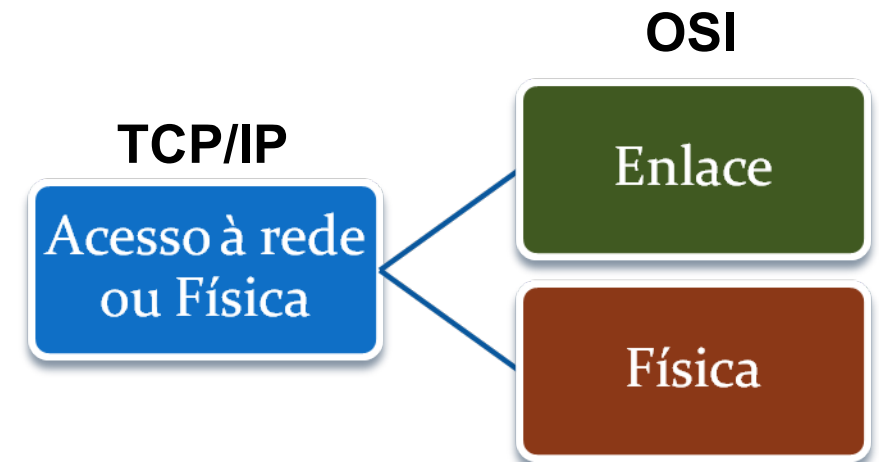 OSI
TCP/IP
Enlace
Acesso à rede
ou Física
Física